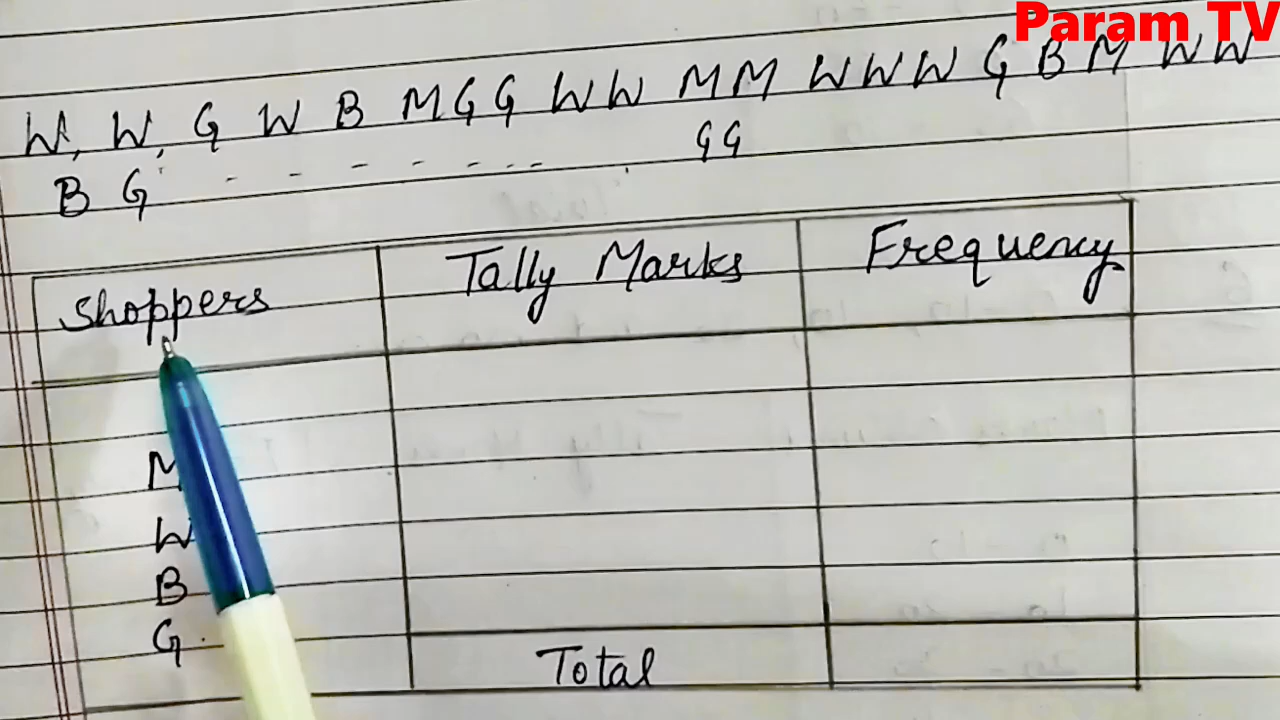 Param TV
W, W, G W B M G G W W M M W W W G B M W W
B G - - - - - - G G
Shoppers Tally Marks Frequency
M
W
B
G
Total